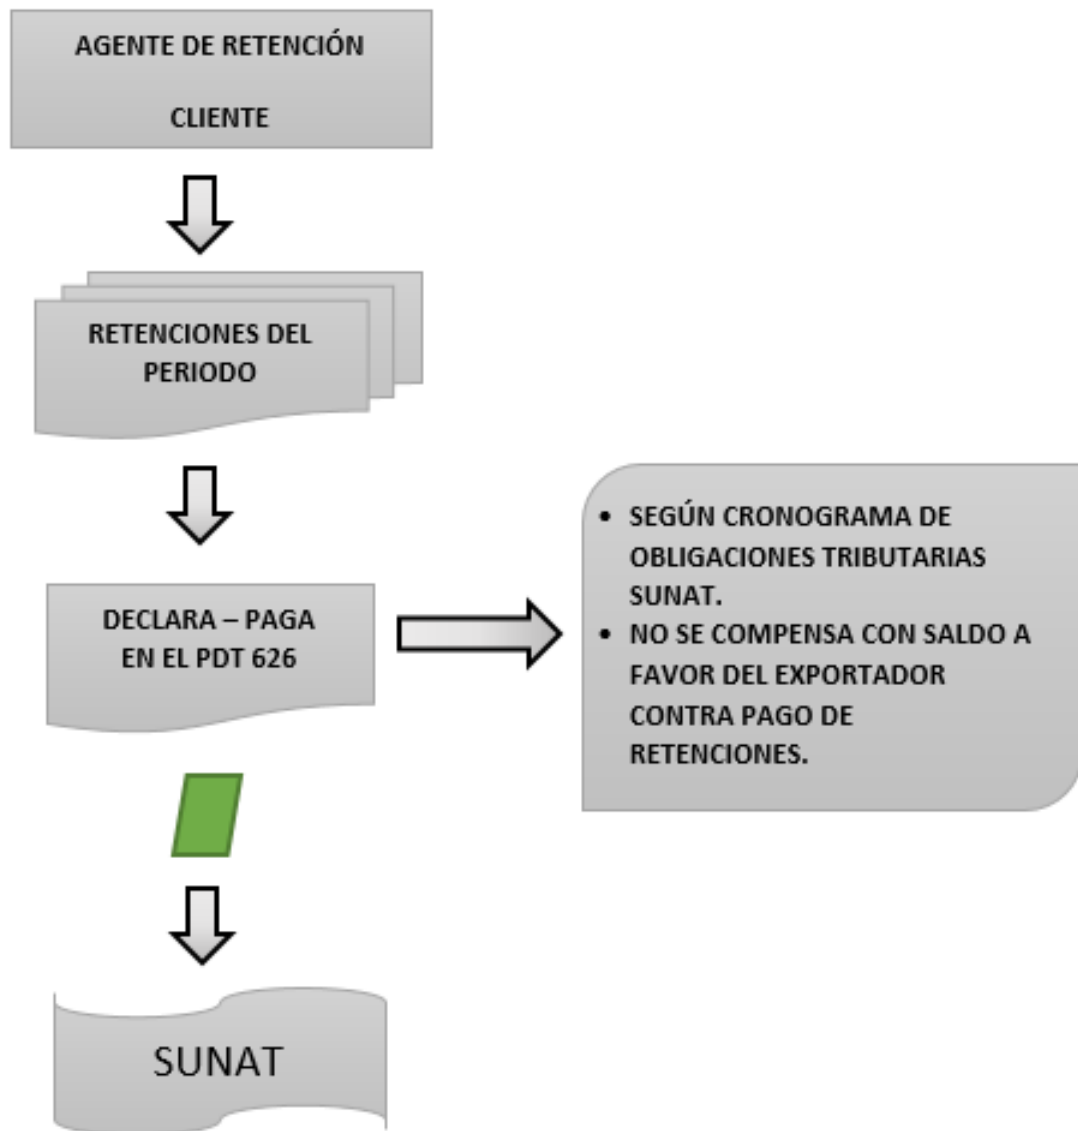 AGENTE DE RETENCIÓN
CLIENTE
RETENCIONES DEL
PERIODO
DECLARA – PAGA
EN EL PDT 626
• SEGÚN CRONOGRAMA DE
OBLIGACIONES TRIBUTARIAS
SUNAT.
• NO SE COMPENSA CON SALDO A
FAVOR DEL EXPORTADOR
CONTRA PAGO DE
RETENCIONES.
SUNAT